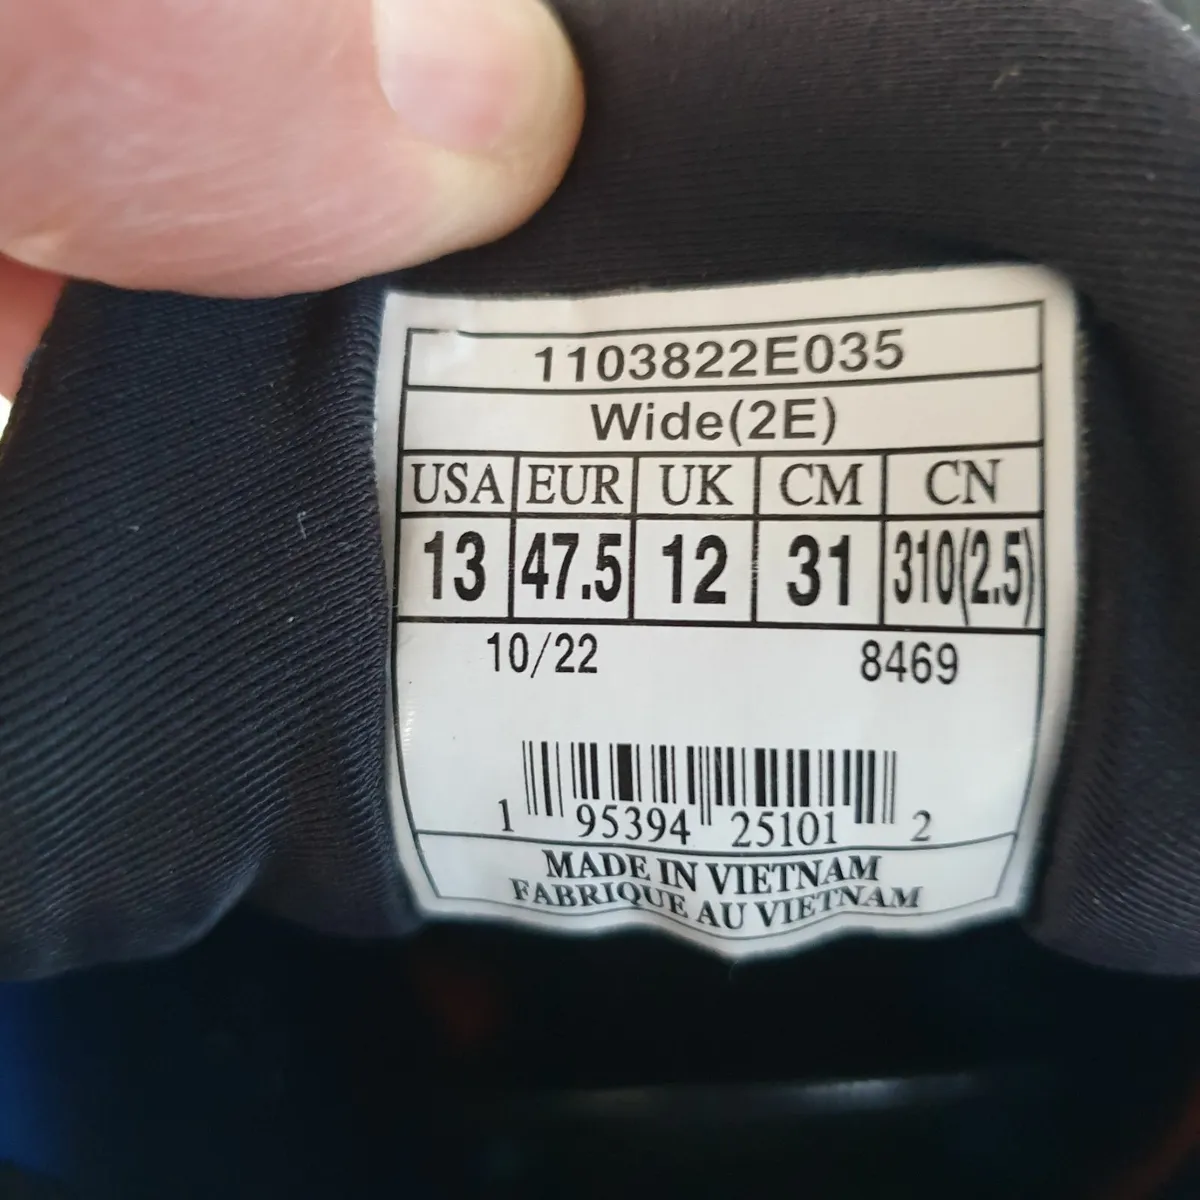 1103822E035
Wide(2E)
USA EUR UK CM CN
13 47.5 12 31 310(2.5)
10/22 8469
1 95394 25101 2
MADE IN VIETNAM
FABRIQUE AU VIETNAM